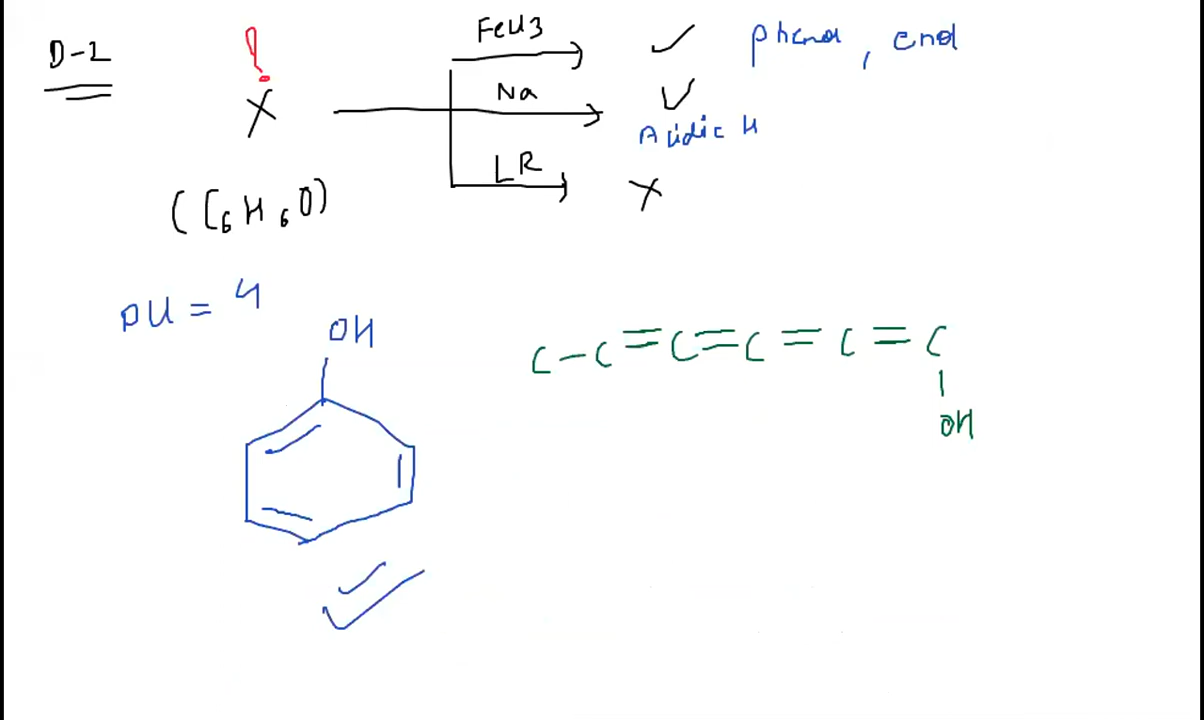 D-2 ? FeCl3 ✓ phenol, enol
X Na ✓
Acidic H
LR X
(C6H6O)
DU = 4
OH
C-C=C=C=C=C
OH